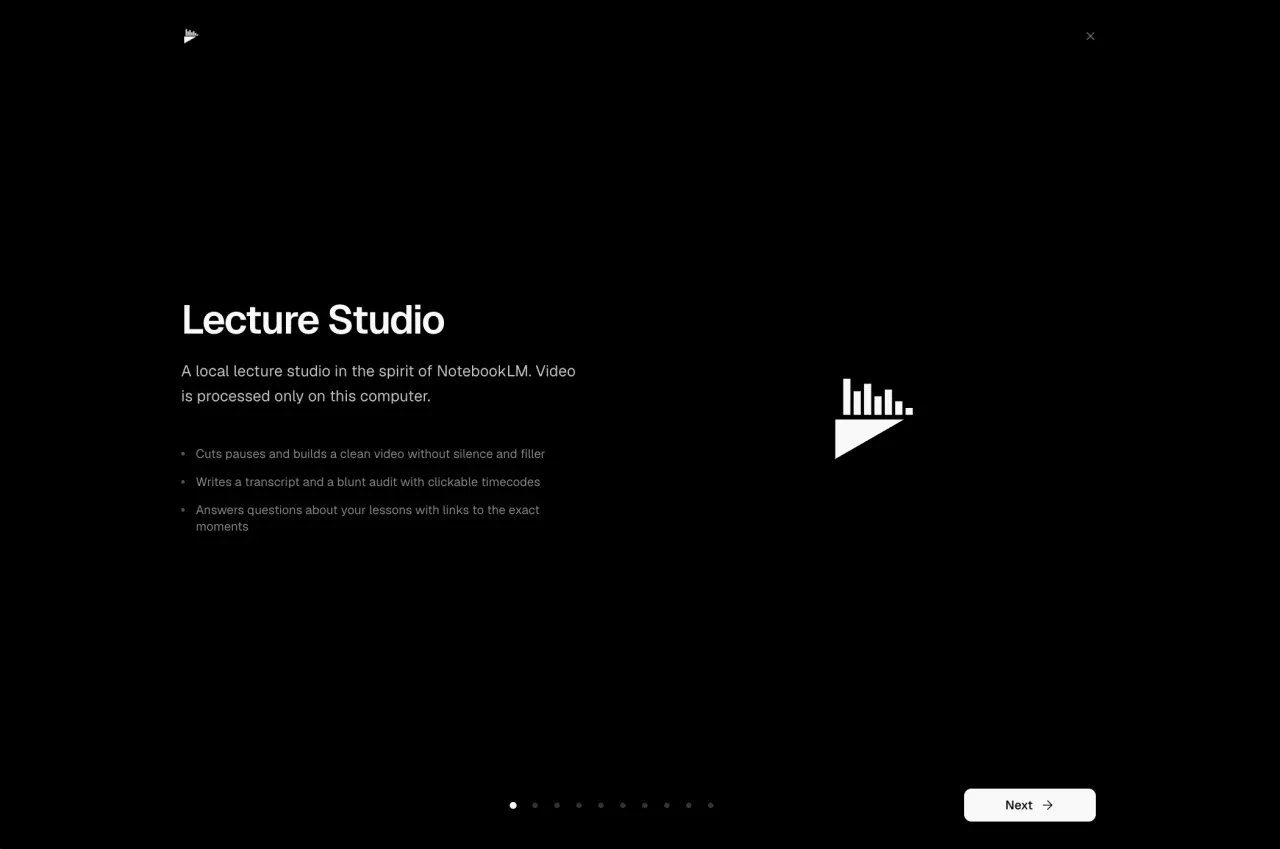 Lecture Studio
A local lecture studio in the spirit of NotebookLM. Video
is processed only on this computer.
• Cuts pauses and builds a clean video without silence and filler
• Writes a transcript and a blunt audit with clickable timecodes
• Answers questions about your lessons with links to the exact
moments
Next →